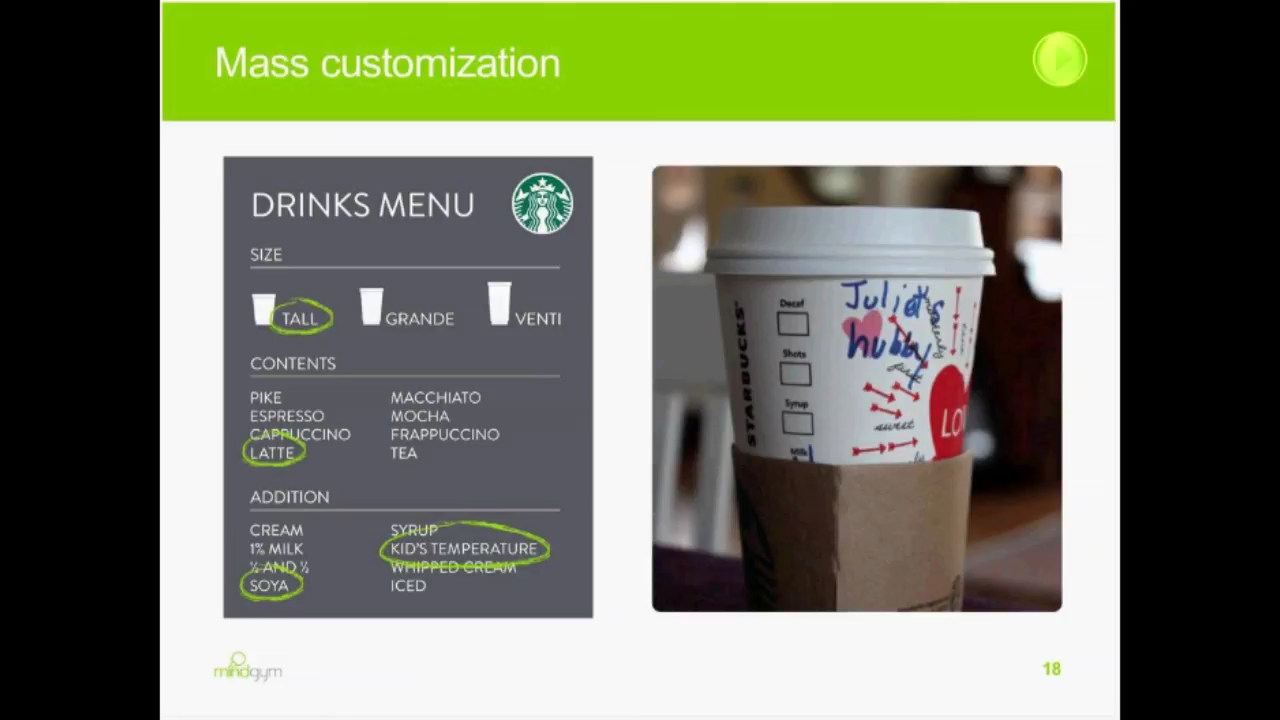 Mass customization
DRINKS MENU
SIZE
TALL
GRANDE
VENTI
CONTENTS
PIKE
ESPRESSO
CAPPUCCINO
LATTE
MACCHIATO
MOCHA
FRAPPUCCINO
TEA
ADDITION
CREAM
1% MILK
½ AND ½
SOYA
SYRUP
KID'S TEMPERATURE
WHIPPED CREAM
ICED
STARBUCKS
Decaf
Shots
Syrup
Milk
Juliet's
hubby
sweet
mindgym
18